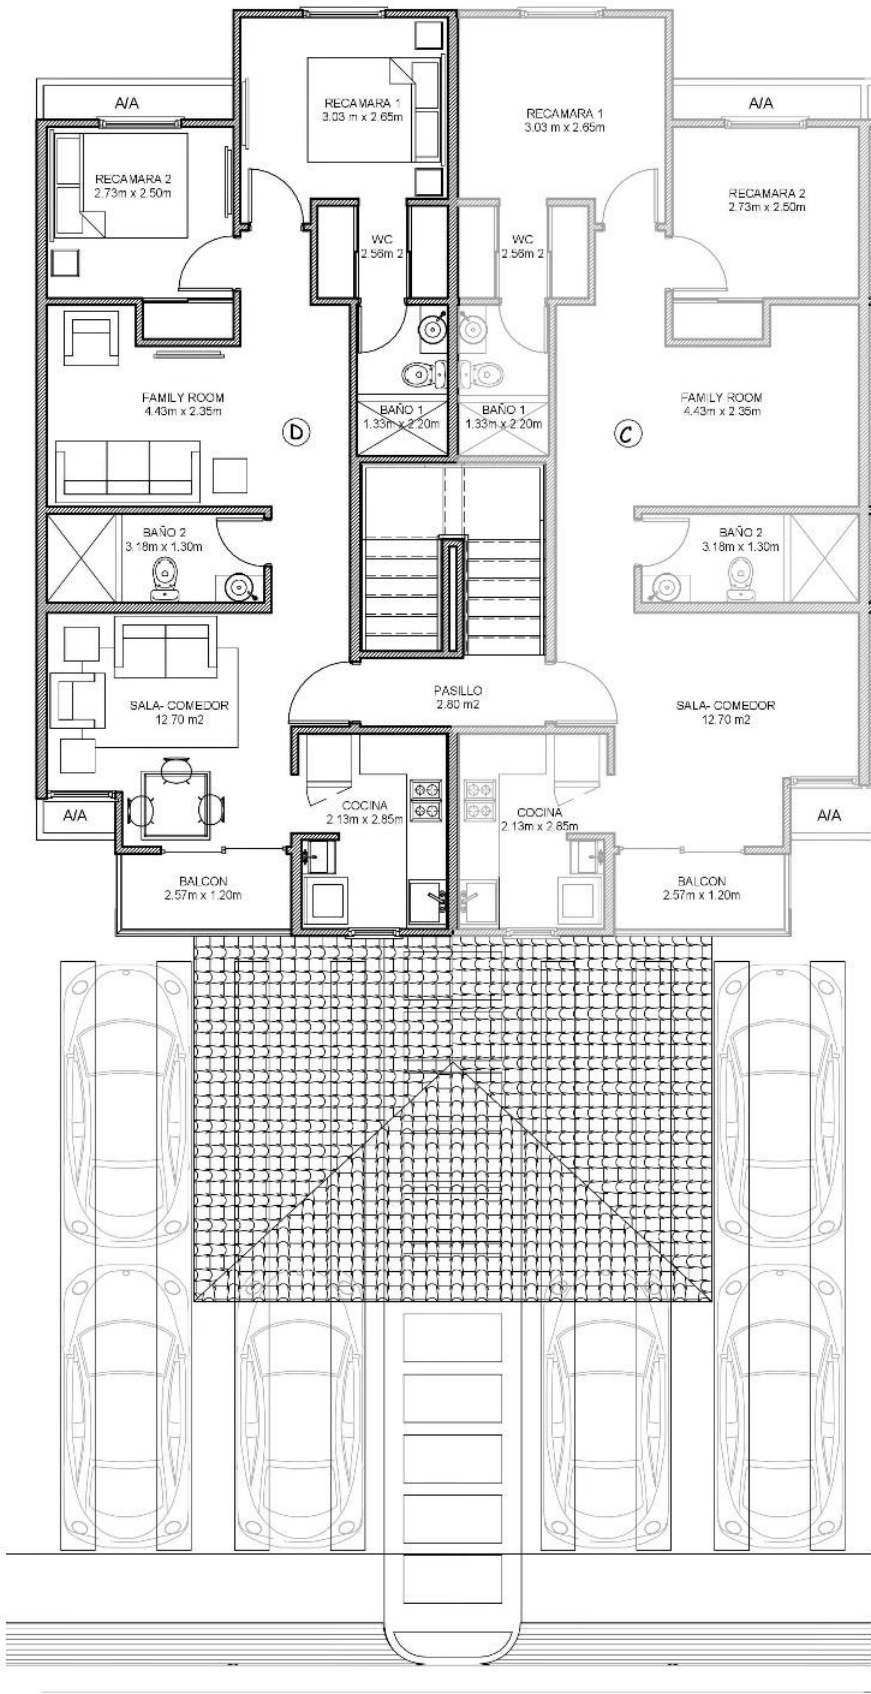 RECAMARA 1
3.03 m x 2.65m
RECAMARA 1
3.03 m x 2.65m
A/A
A/A
RECAMARA 2
2.73m x 2.50m
RECAMARA 2
2.73m x 2.50m
WC
2.56m 2
WC
2.56m 2
FAMILY ROOM
4.43m x 2.35m
FAMILY ROOM
4.43m x 2.35m
BAÑO 1
1.33m x 2.20m
BAÑO 1
1.33m x 2.20m
D
C
BAÑO 2
3.18m x 1.30m
BAÑO 2
3.18m x 1.30m
SALA- COMEDOR
12.70 m2
PASILLO
2.80 m2
SALA- COMEDOR
12.70 m2
A/A
COCINA
2.13m x 2.85m
COCINA
2.13m x 2.85m
A/A
BALCON
2.57m x 1.20m
BALCON
2.57m x 1.20m